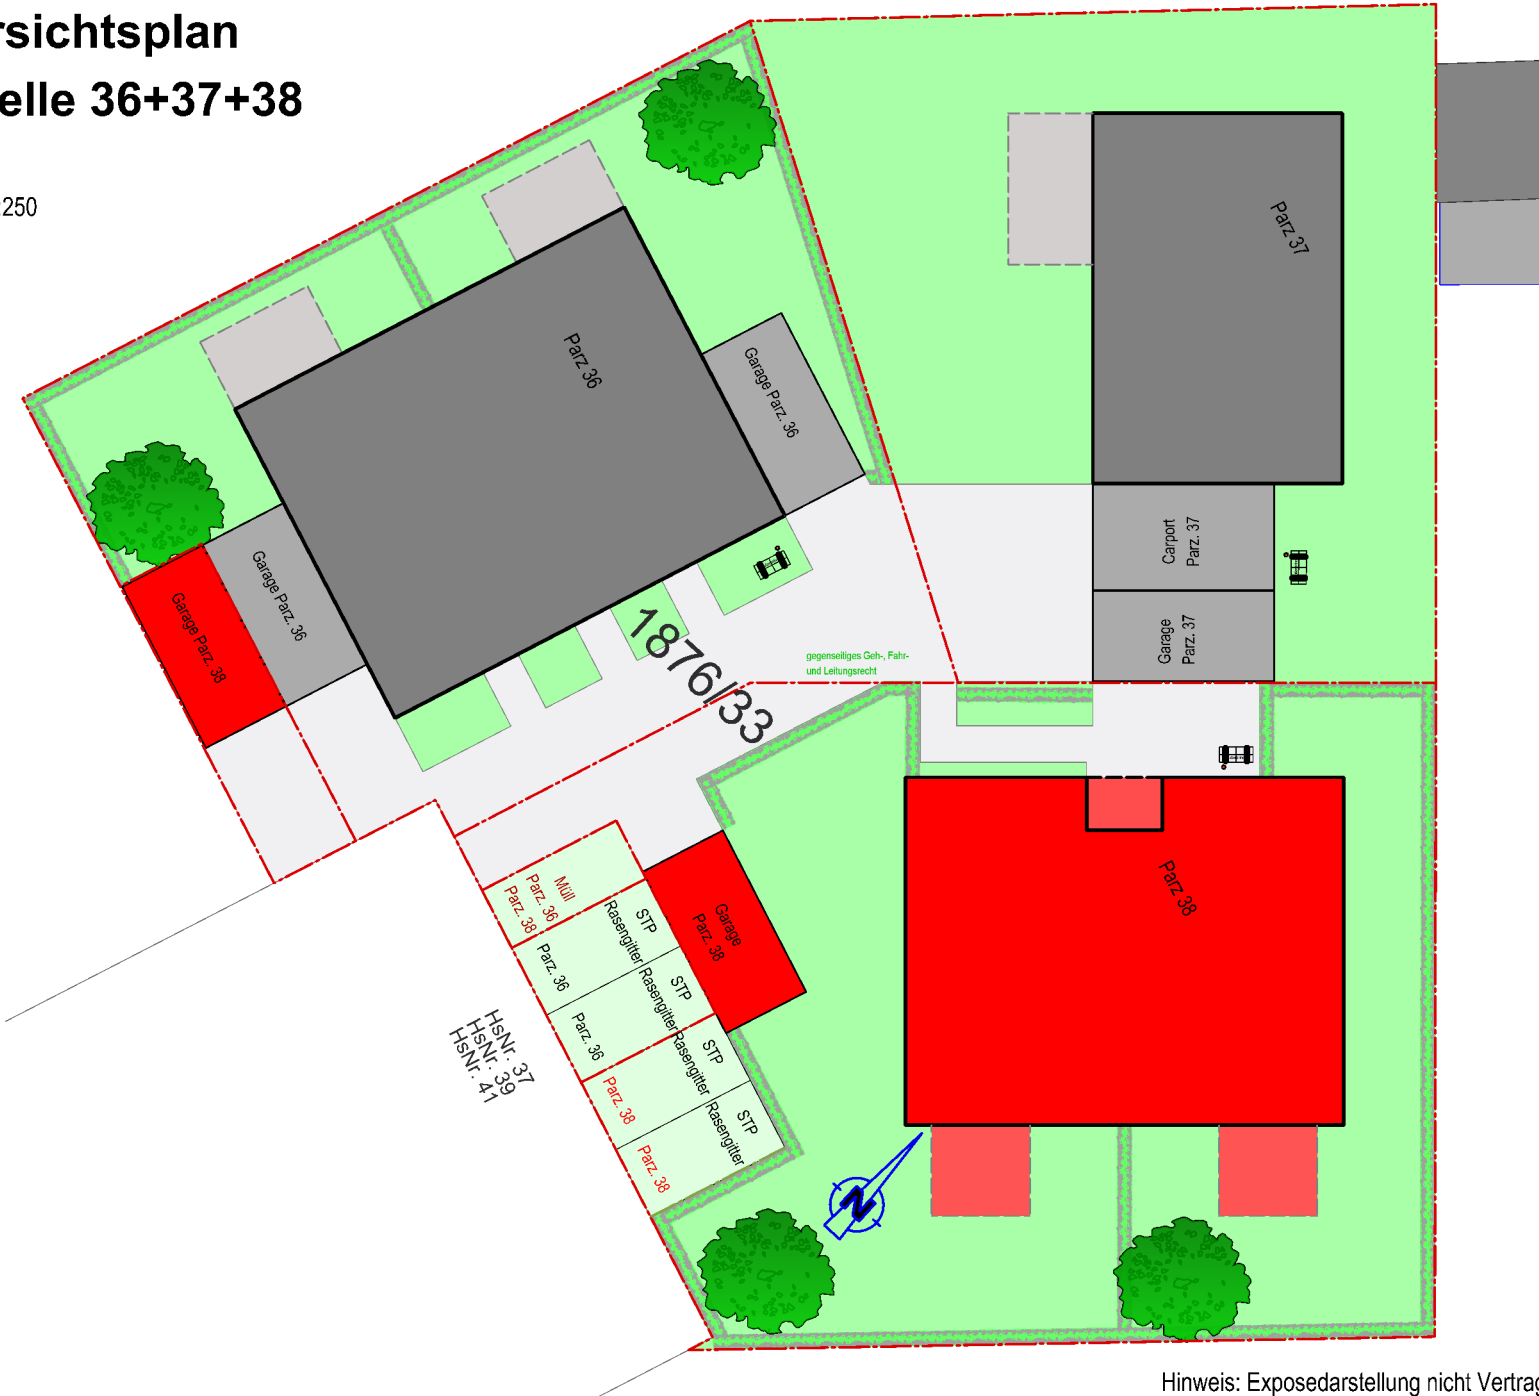 rsichtsplan
elle 36+37+38
250
Parz 37
Parz 36
Garage Parz. 36
Garage Parz. 36
Garage Parz. 38
Carport
Parz. 37
Garage
Parz. 37
1876/33
gegenseitiges Geh-, Fahr-
und Leitungsrecht
Müll
Parz. 36
Parz. 38
STP
Rasengitter
Parz. 36
STP
Rasengitter
Parz. 36
STP
Rasengitter
Parz. 38
STP
Rasengitter
Parz. 38
Garage
Parz. 38
Parz 38
HsNr. 37
HsNr. 39
HsNr. 41
N
Hinweis: Exposedarstellung nicht Vertrag